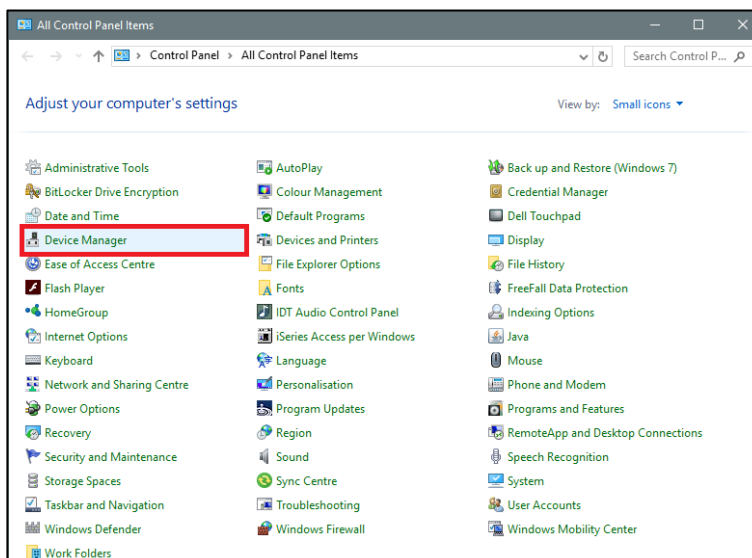 All Control Panel Items
Control Panel > All Control Panel Items
Search Control P...
Adjust your computer's settings
View by: Small icons
Administrative Tools
AutoPlay
Back up and Restore (Windows 7)
BitLocker Drive Encryption
Colour Management
Credential Manager
Date and Time
Default Programs
Dell Touchpad
Device Manager
Devices and Printers
Display
Ease of Access Centre
File Explorer Options
File History
Flash Player
Fonts
FreeFall Data Protection
HomeGroup
IDT Audio Control Panel
Indexing Options
Internet Options
iSeries Access per Windows
Java
Keyboard
Language
Mouse
Network and Sharing Centre
Personalisation
Phone and Modem
Power Options
Program Updates
Programs and Features
Recovery
Region
RemoteApp and Desktop Connections
Security and Maintenance
Sound
Speech Recognition
Storage Spaces
Sync Centre
System
Taskbar and Navigation
Troubleshooting
User Accounts
Windows Defender
Windows Firewall
Windows Mobility Center
Work Folders